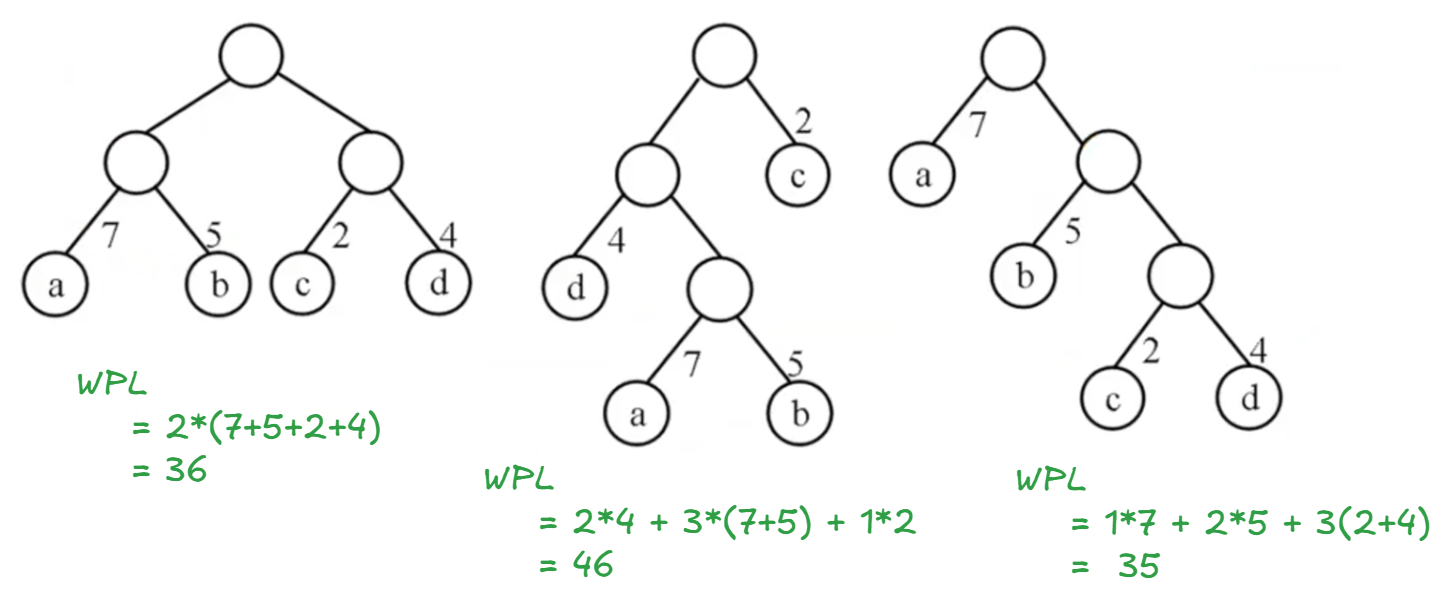 2
7
a
c
7
5
2
4
4
5
a
b
c
d
d
b
7
5
2
4
a
b
c
d
WPL
= 2*(7+5+2+4)
= 36
WPL
= 2*4 + 3*(7+5) + 1*2
= 46
WPL
= 1*7 + 2*5 + 3(2+4)
= 35